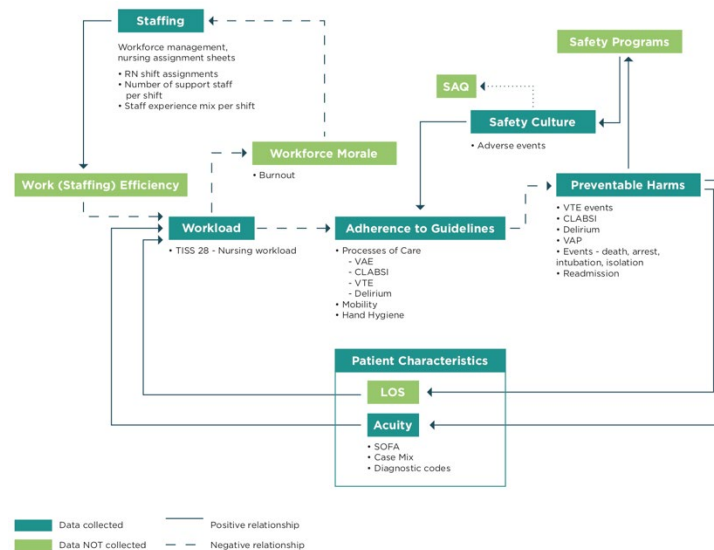 Staffing
Workforce management,
nursing assignment sheets
• RN shift assignments
• Number of support staff
per shift
• Staff experience mix per shift
Safety Programs
SAQ
Safety Culture
• Adverse events
Workforce Morale
• Burnout
Work (Staffing) Efficiency
Preventable Harms
• VTE events
• CLABSI
• Delirium
• VAP
• Events - death, arrest,
intubation, isolation
• Readmission
Workload
• TISS 28 - Nursing workload
Adherence to Guidelines
• Processes of Care
- VAE
- CLABSI
- VTE
- Delirium
• Mobility
• Hand Hygiene
Patient Characteristics
LOS
Acuity
• SOFA
• Case Mix
• Diagnostic codes
Data collected
Positive relationship
Data NOT collected
Negative relationship